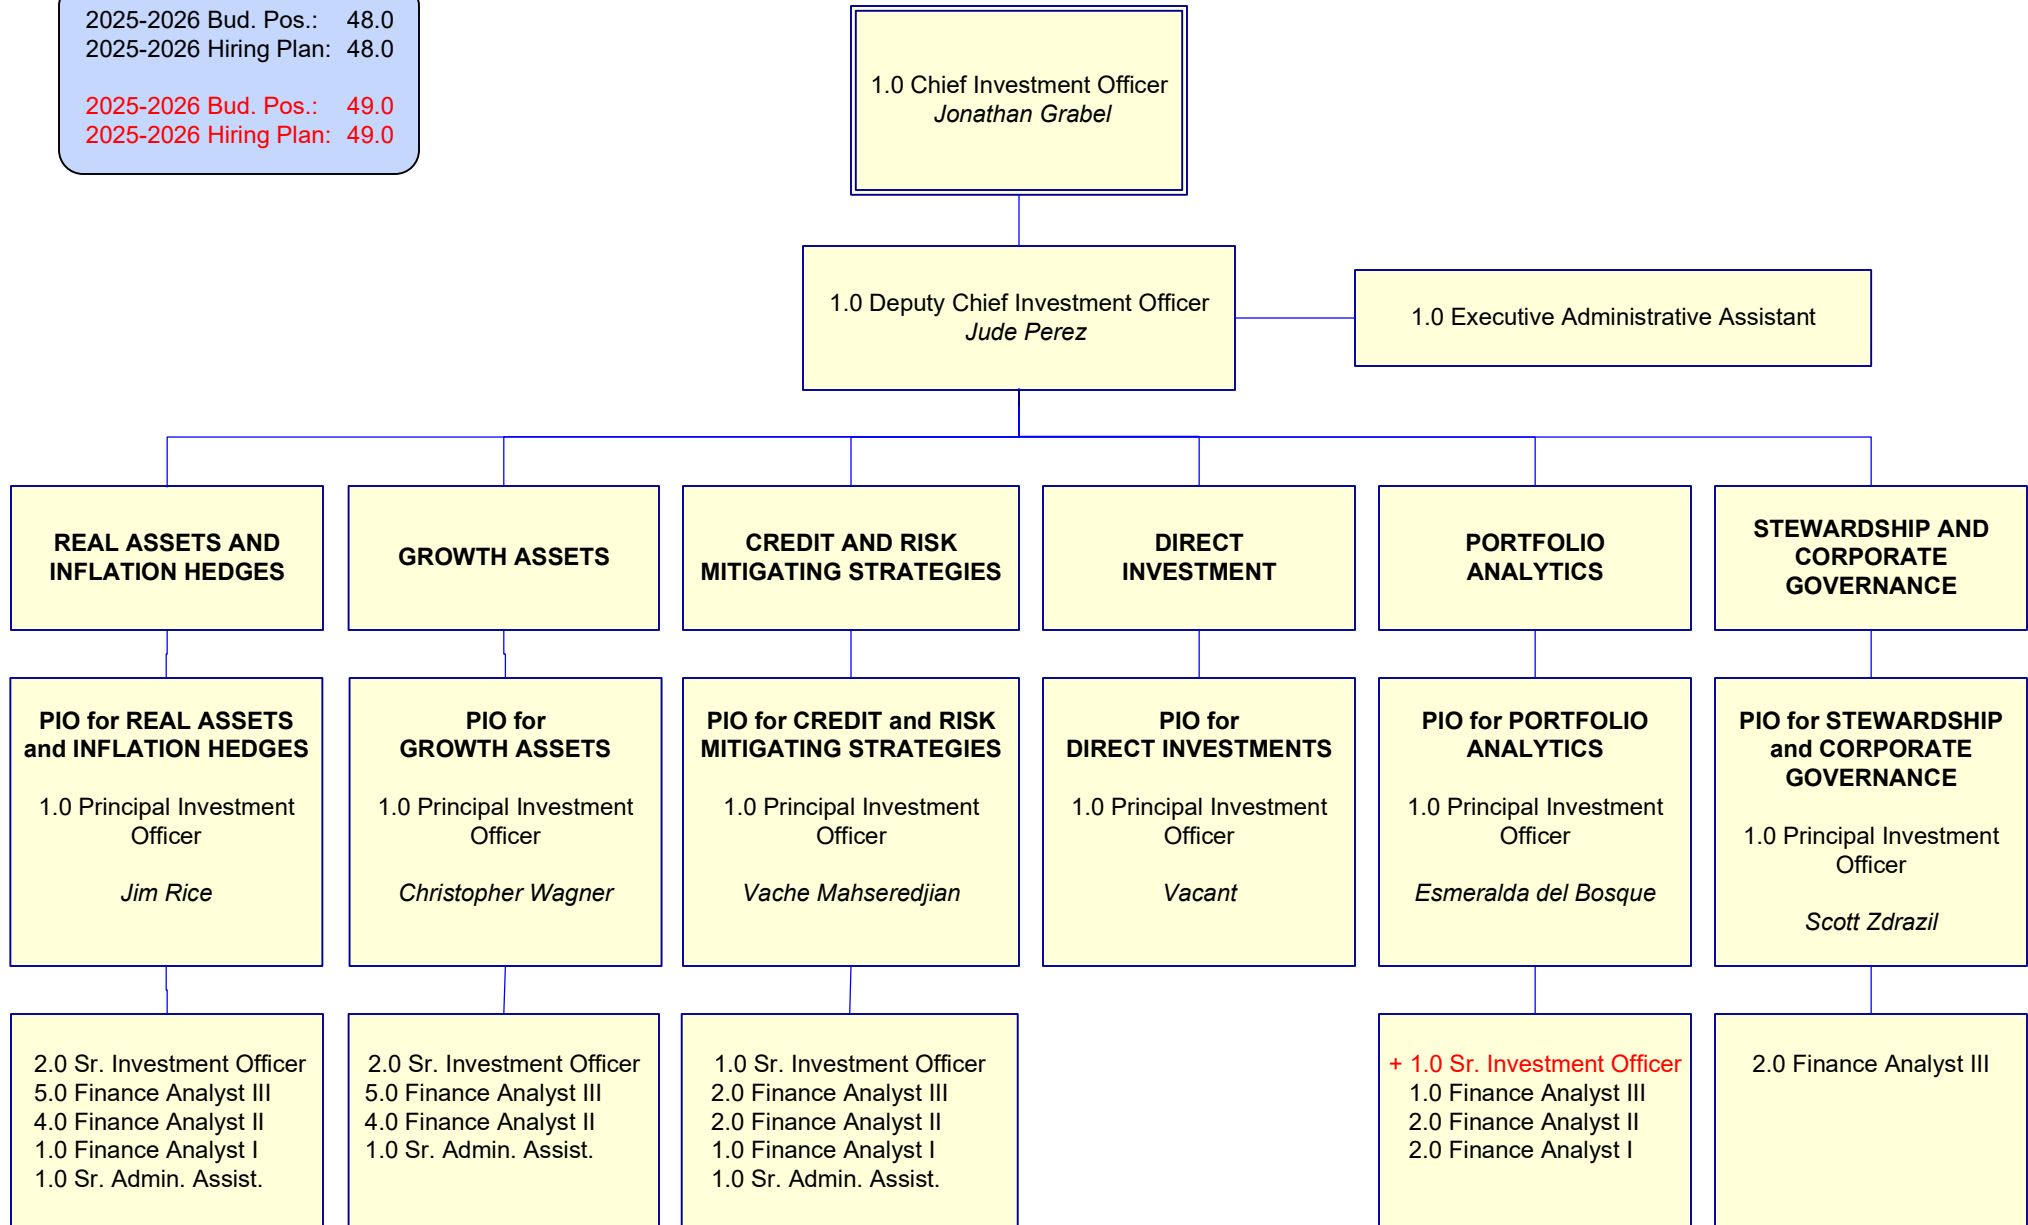 2025-2026 Bud. Pos.: 48.0
2025-2026 Hiring Plan: 48.0
2025-2026 Bud. Pos.: 49.0
2025-2026 Hiring Plan: 49.0
1.0 Chief Investment Officer
Jonathan Grabel
1.0 Deputy Chief Investment Officer
Jude Perez
1.0 Executive Administrative Assistant
REAL ASSETS AND
INFLATION HEDGES
GROWTH ASSETS
CREDIT AND RISK
MITIGATING STRATEGIES
DIRECT
INVESTMENT
PORTFOLIO
ANALYTICS
STEWARDSHIP AND
CORPORATE
GOVERNANCE
PIO for REAL ASSETS
and INFLATION HEDGES
1.0 Principal Investment
Officer
Jim Rice
PIO for
GROWTH ASSETS
1.0 Principal Investment
Officer
Christopher Wagner
PIO for CREDIT and RISK
MITIGATING STRATEGIES
1.0 Principal Investment
Officer
Vache Mahseredjian
PIO for
DIRECT INVESTMENTS
1.0 Principal Investment
Officer
Vacant
PIO for PORTFOLIO
ANALYTICS
1.0 Principal Investment
Officer
Esmeralda del Bosque
PIO for STEWARDSHIP
and CORPORATE
GOVERNANCE
1.0 Principal Investment
Officer
Scott Zdrazil
2.0 Sr. Investment Officer
5.0 Finance Analyst III
4.0 Finance Analyst II
1.0 Finance Analyst I
1.0 Sr. Admin. Assist.
2.0 Sr. Investment Officer
5.0 Finance Analyst III
4.0 Finance Analyst II
1.0 Sr. Admin. Assist.
1.0 Sr. Investment Officer
2.0 Finance Analyst III
2.0 Finance Analyst II
1.0 Finance Analyst I
1.0 Sr. Admin. Assist.
+ 1.0 Sr. Investment Officer
1.0 Finance Analyst III
2.0 Finance Analyst II
2.0 Finance Analyst I
2.0 Finance Analyst III